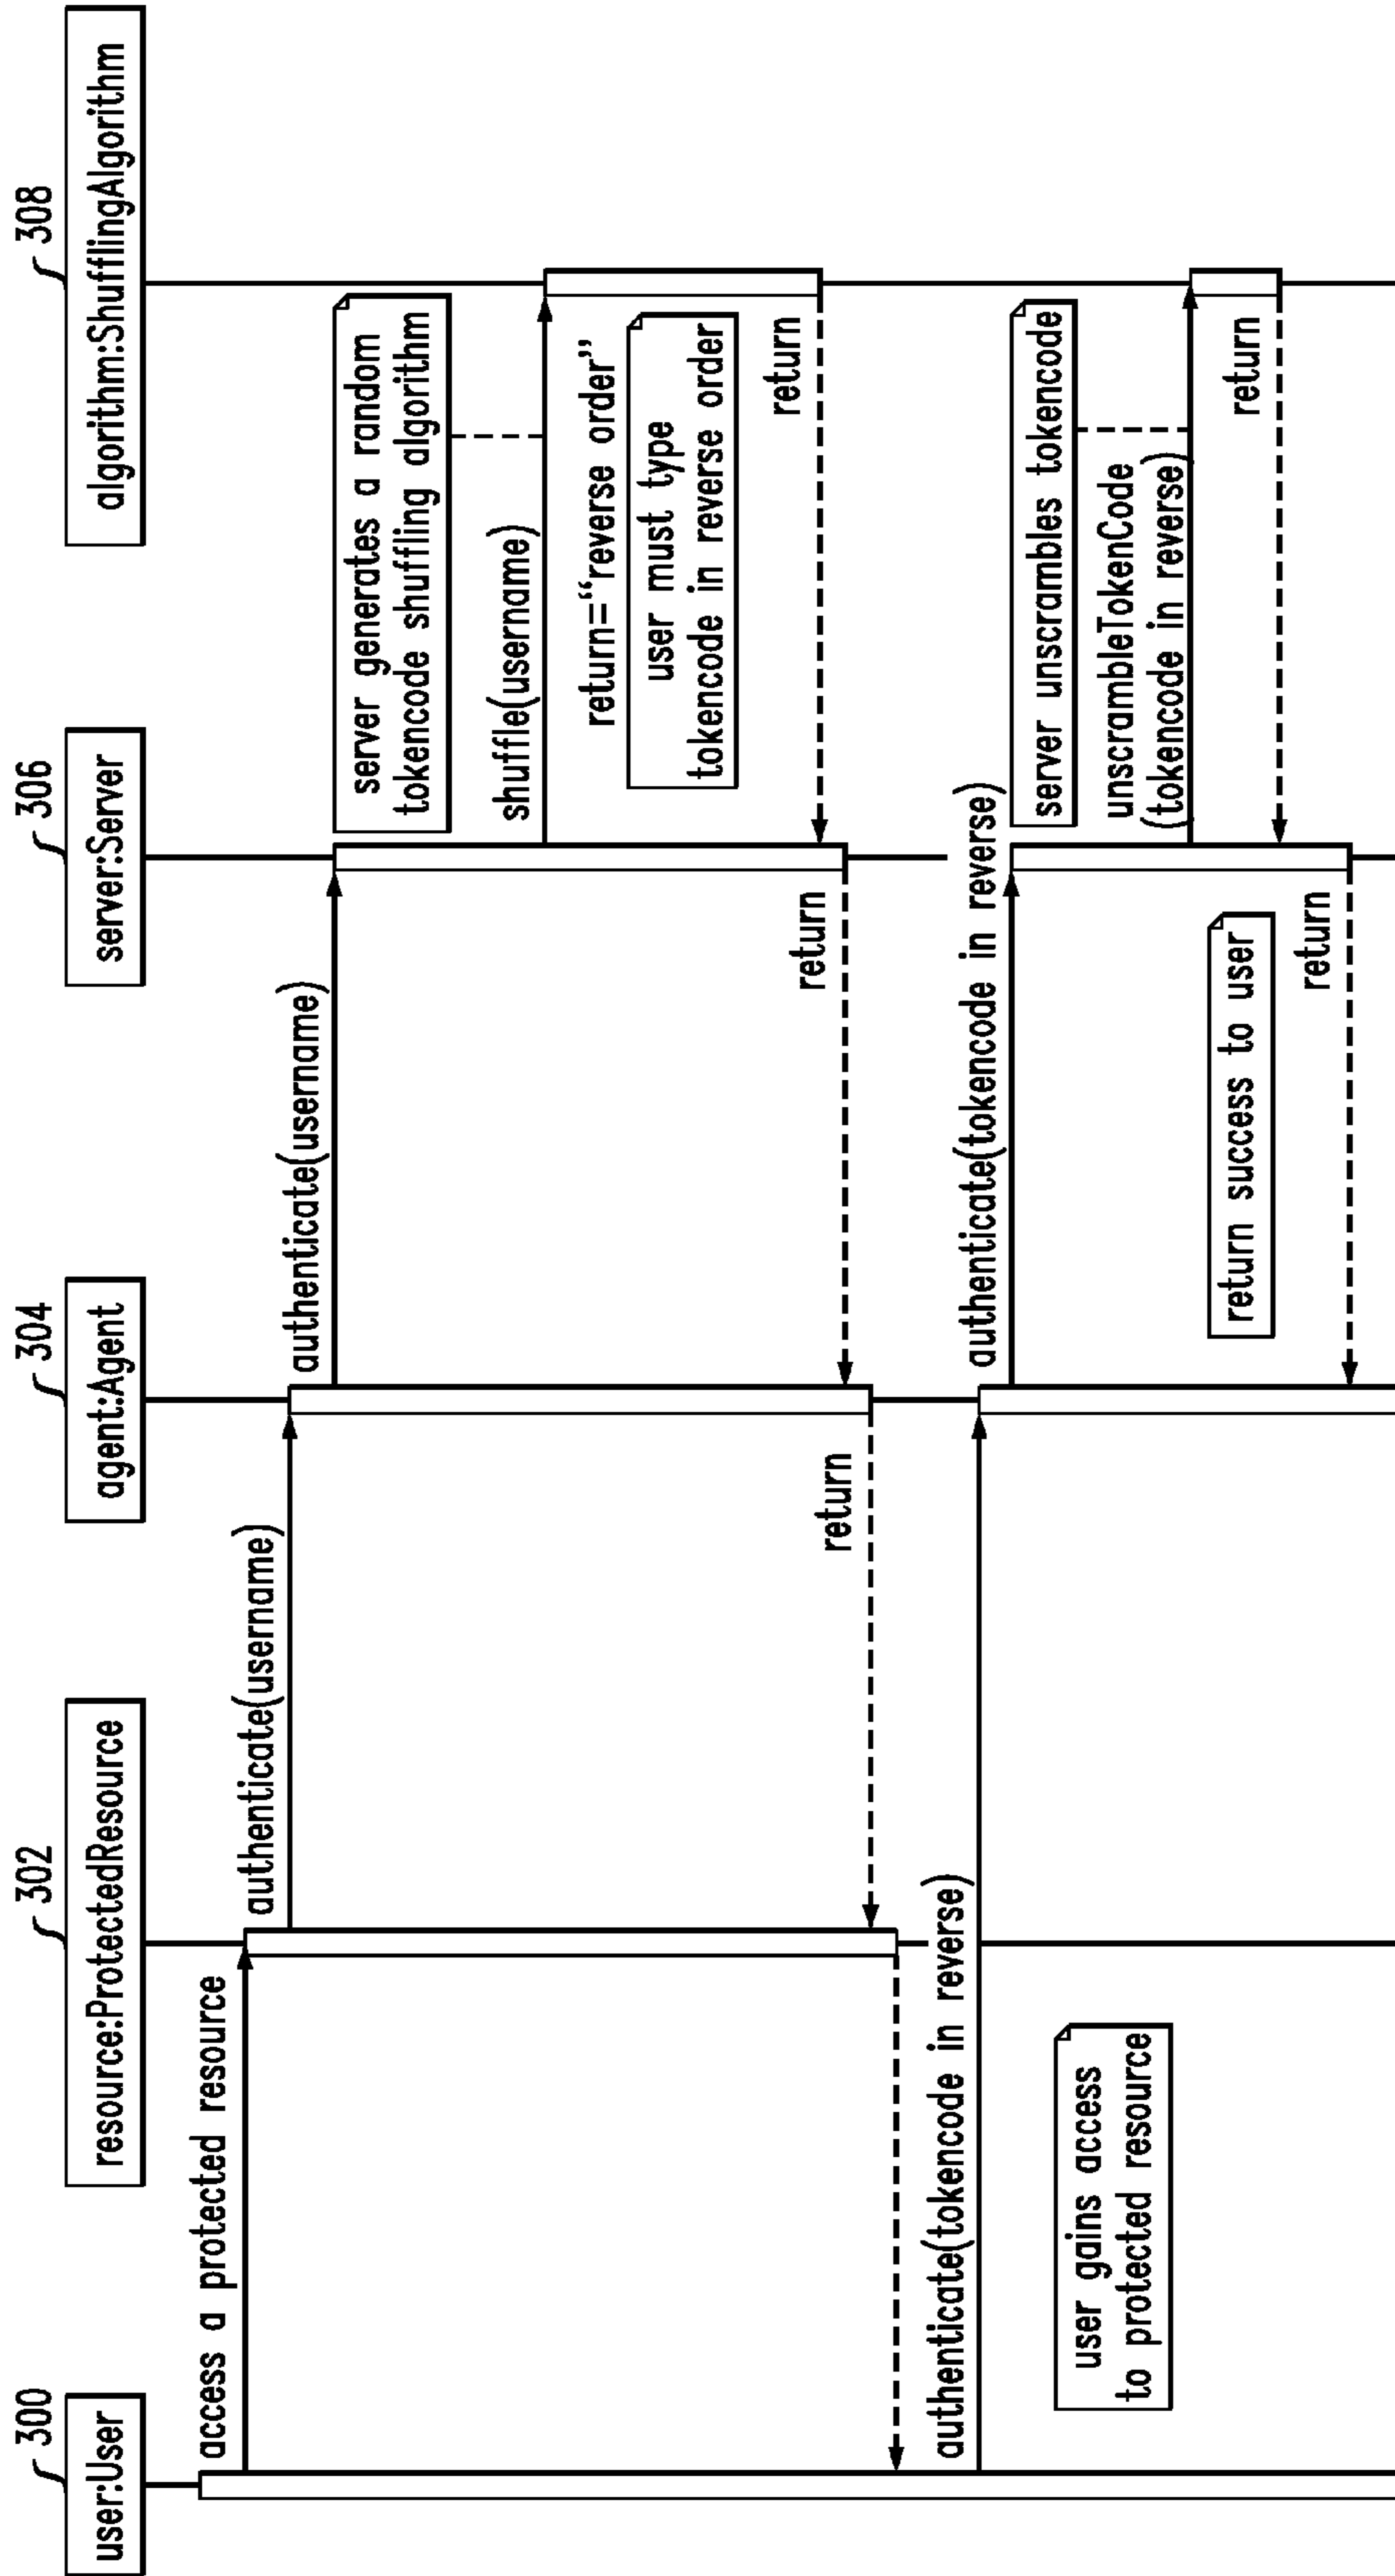 300
302
304
306
308
user:User
resource:ProtectedResource
agent:Agent
server:Server
algorithm:ShufflingAlgorithm
access a protected resource
authenticate(username)
authenticate(username)
server generates a random
tokencode shuffling algorithm
shuffle(username)
return=“reverse order”
user must type
tokencode in reverse order
return
return
return
authenticate(tokencode in reverse)
authenticate(tokencode in reverse)
server unscrambles tokencode
unscrambleTokenCode
(tokencode in reverse)
user gains access
to protected resource
return success to user
return
return